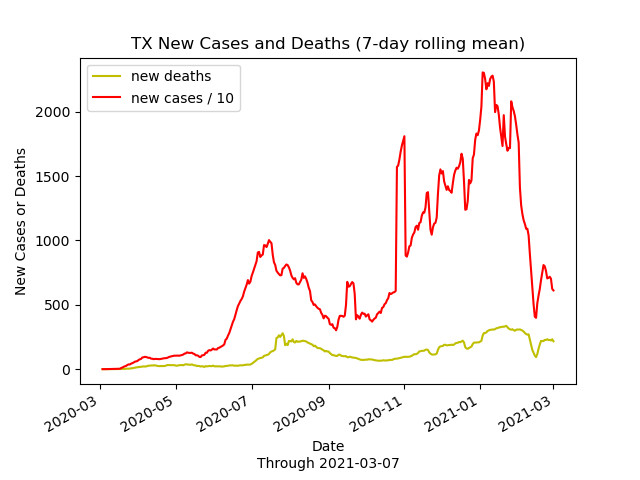 TX New Cases and Deaths (7-day rolling mean)
new deaths
new cases / 10
2000
1500
1000
500
0
New Cases or Deaths
2020-03
2020-05
2020-07
2020-09
2020-11
2021-01
2021-03
Date
Through 2021-03-07